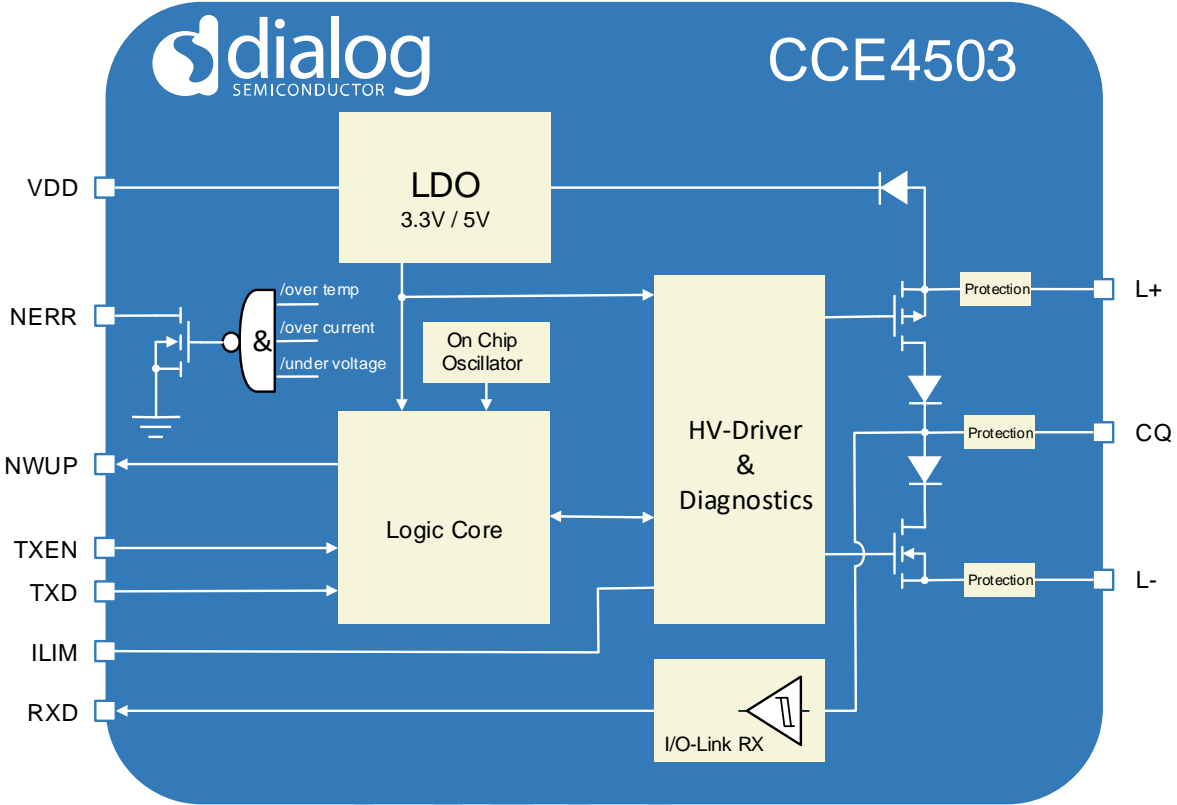 dialog
SEMICONDUCTOR
CCE4503
VDD
LDO
3.3V / 5V
NERR
/over temp
/over current
/under voltage
&
On Chip
Oscillator
Protection
L+
HV-Driver
&
Diagnostics
Protection
CQ
NWUP
Logic Core
TXEN
TXD
Protection
L-
ILIM
RXD
I/O-Link RX